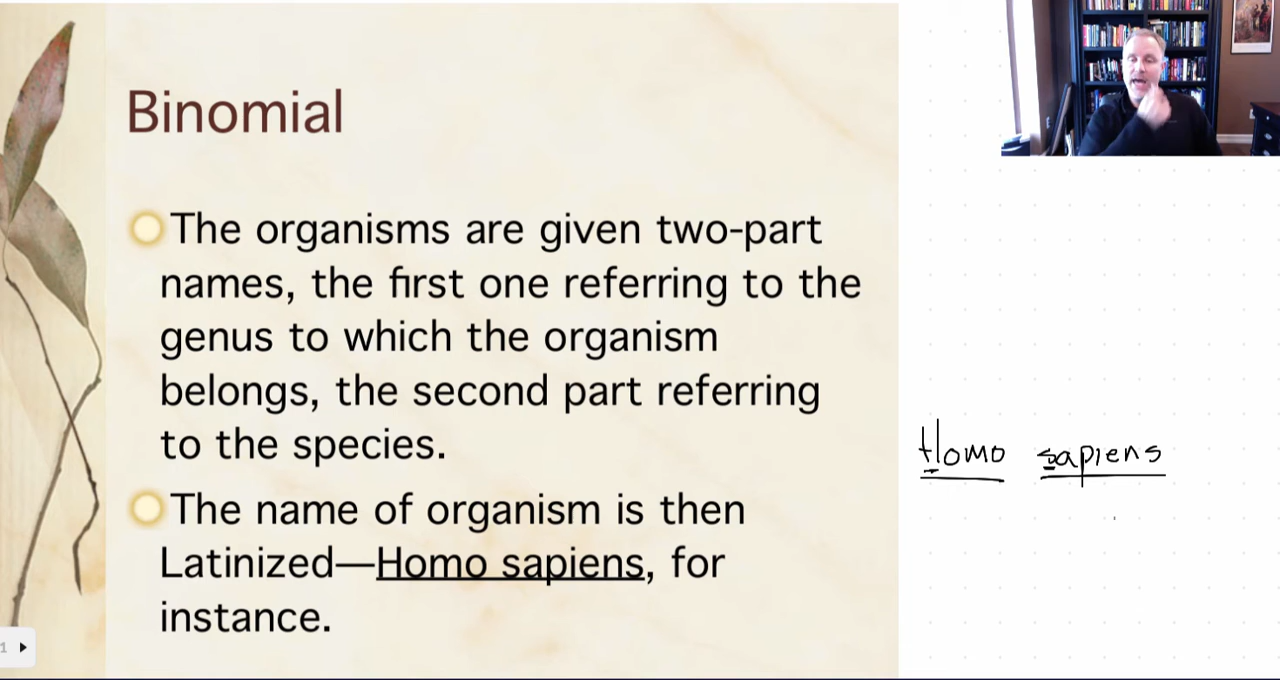 Binomial
The organisms are given two-part
names, the first one referring to the
genus to which the organism
belongs, the second part referring
to the species.
The name of organism is then
Latinized—Homo sapiens, for
instance.
Homo sapiens
1